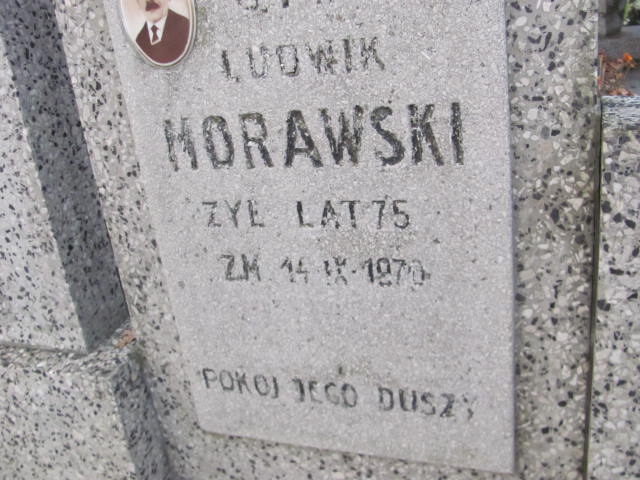 LUDWIK
MORAWSKI
ŻYŁ LAT 75
ZM. 14·IX·1970
POKÓJ JEGO DUSZY